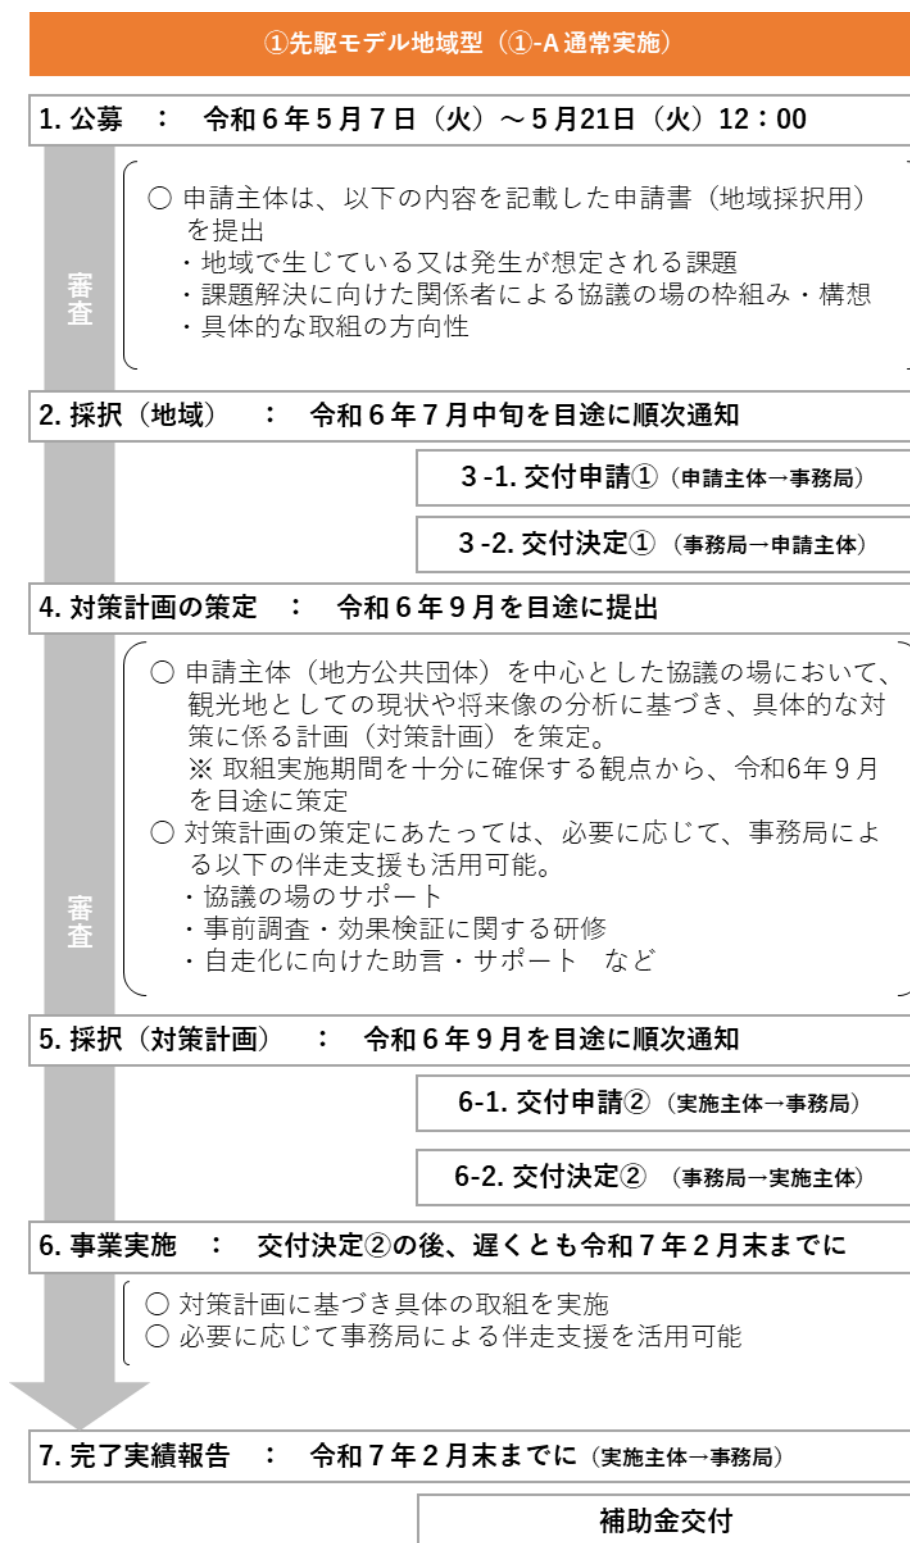 ①先駆モデル地域型（①-A 通常実施）
1. 公募　：　令和６年５月７日（火）～５月21日（火）12：00
審査
○ 申請主体は、以下の内容を記載した申請書（地域採択用）
を提出
・地域で生じている又は発生が想定される課題
・課題解決に向けた関係者による協議の場の枠組み・構想
・具体的な取組の方向性
2. 採択（地域）　：　令和６年７月中旬を目途に順次通知
３-1. 交付申請①（申請主体→事務局）
３-2. 交付決定①（事務局→申請主体）
4. 対策計画の策定　：　令和６年９月を目途に提出
審査
○ 申請主体（地方公共団体）を中心とした協議の場において、
観光地としての現状や将来像の分析に基づき、具体的な対
策に係る計画（対策計画）を策定。
※ 取組実施期間を十分に確保する観点から、令和6年９月
を目途に策定
○ 対策計画の策定にあたっては、必要に応じて、事務局によ
る以下の伴走支援も活用可能。
・協議の場のサポート
・事前調査・効果検証に関する研修
・自走化に向けた助言・サポート　など
5. 採択（対策計画）　：　令和６年９月を目途に順次通知
6-1. 交付申請②（実施主体→事務局）
6-2. 交付決定②（事務局→実施主体）
6. 事業実施　：　交付決定②の後、遅くとも令和７年２月末までに
○ 対策計画に基づき具体の取組を実施
○ 必要に応じて事務局による伴走支援を活用可能
7. 完了実績報告　：　令和７年２月末までに（実施主体→事務局）
補助金交付